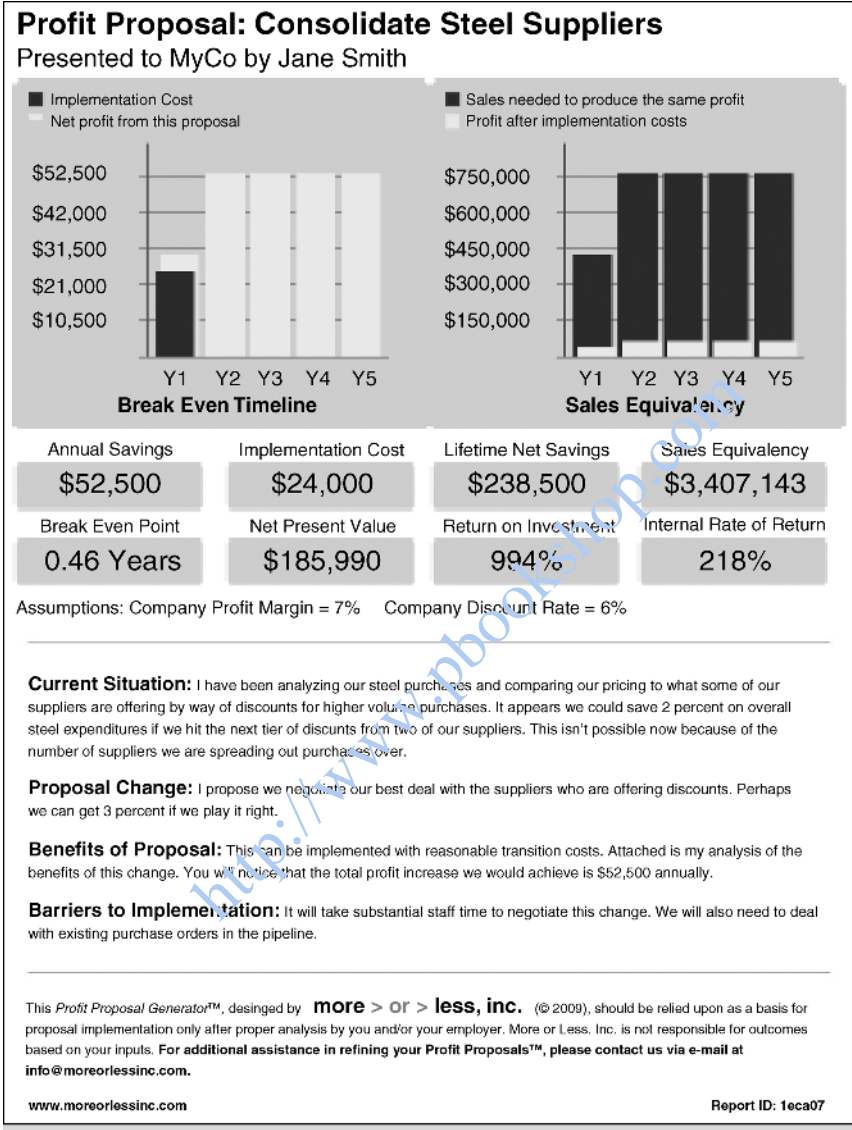 Profit Proposal: Consolidate Steel Suppliers
Presented to MyCo by Jane Smith
Implementation Cost
Net profit from this proposal
$52,500
$42,000
$31,500
$21,000
$10,500
Y1 Y2 Y3 Y4 Y5
Break Even Timeline
Sales needed to produce the same profit
Profit after implementation costs
$750,000
$600,000
$450,000
$300,000
$150,000
Y1 Y2 Y3 Y4 Y5
Sales Equivalency
Annual Savings Implementation Cost Lifetime Net Savings Sales Equivalency
$52,500 $24,000 $238,500 $3,407,143
Break Even Point Net Present Value Return on Investment Internal Rate of Return
0.46 Years $185,990 994% 218%
Assumptions: Company Profit Margin = 7% Company Discount Rate = 6%
Current Situation: I have been analyzing our steel purchases and comparing our pricing to what some of our
suppliers are offering by way of discounts for higher volume purchases. It appears we could save 2 percent on overall
steel expenditures if we hit the next tier of discunts from two of our suppliers. This isn't possible now because of the
number of suppliers we are spreading out purchases over.
Proposal Change: I propose we negotiate our best deal with the suppliers who are offering discounts. Perhaps
we can get 3 percent if we play it right.
Benefits of Proposal: This can be implemented with reasonable transition costs. Attached is my analysis of the
benefits of this change. You will notice that the total profit increase we would achieve is $52,500 annually.
Barriers to Implementation: It will take substantial staff time to negotiate this change. We will also need to deal
with existing purchase orders in the pipeline.
This Profit Proposal Generator™, desinged by more > or > less, inc. (© 2009), should be relied upon as a basis for
proposal implementation only after proper analysis by you and/or your employer. More or Less. Inc. is not responsible for outcomes
based on your inputs. For additional assistance in refining your Profit Proposals™, please contact us via e-mail at
info@moreorlessinc.com.
www.moreorlessinc.com Report ID: 1eca07
http://www.pbookshop.com